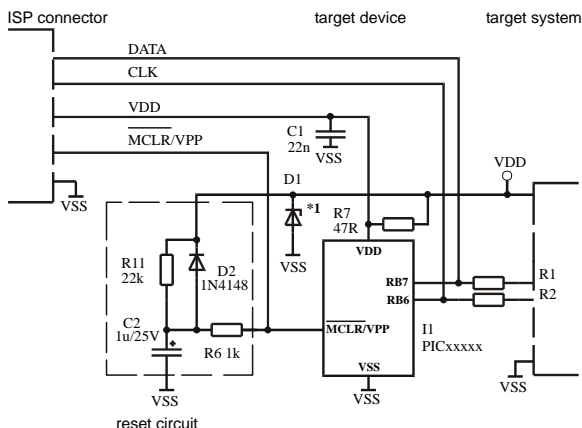 ISP connector
target device
target system
DATA
CLK
VDD
MCLR/VPP
VSS
C1
22n
VSS
VDD
D1
*1
VSS
R7
47R
VDD
R11
22k
D2
1N4148
C2
1u/25V
+
R6 1k
VSS
reset circuit
RB7
RB6
MCLR/VPP
VSS
I1
PICxxxxx
VSS
R1
R2
VSS